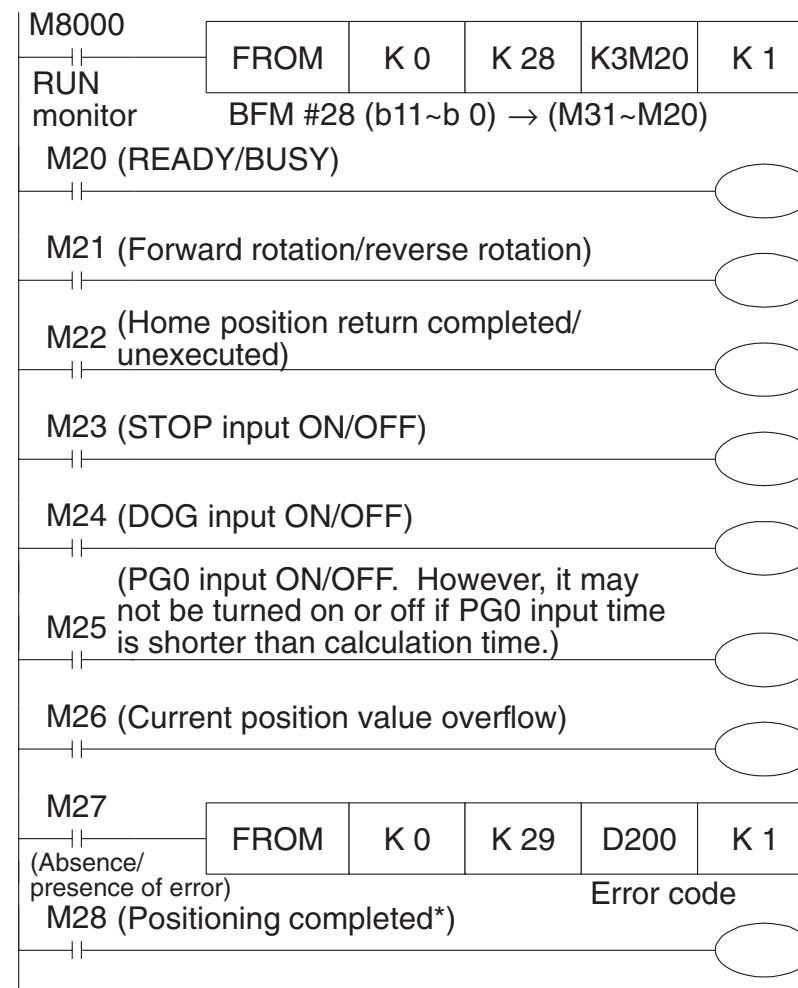 M8000
FROM K 0 K 28 K3M20 K 1
RUN
monitor
BFM #28 (b11~b 0) → (M31~M20)
M20 (READY/BUSY)
M21 (Forward rotation/reverse rotation)
M22 (Home position return completed/
unexecuted)
M23 (STOP input ON/OFF)
M24 (DOG input ON/OFF)
(PG0 input ON/OFF. However, it may
not be turned on or off if PG0 input time
M25 is shorter than calculation time.)
M26 (Current position value overflow)
M27
FROM K 0 K 29 D200 K 1
(Absence/
presence of error)
Error code
M28 (Positioning completed*)